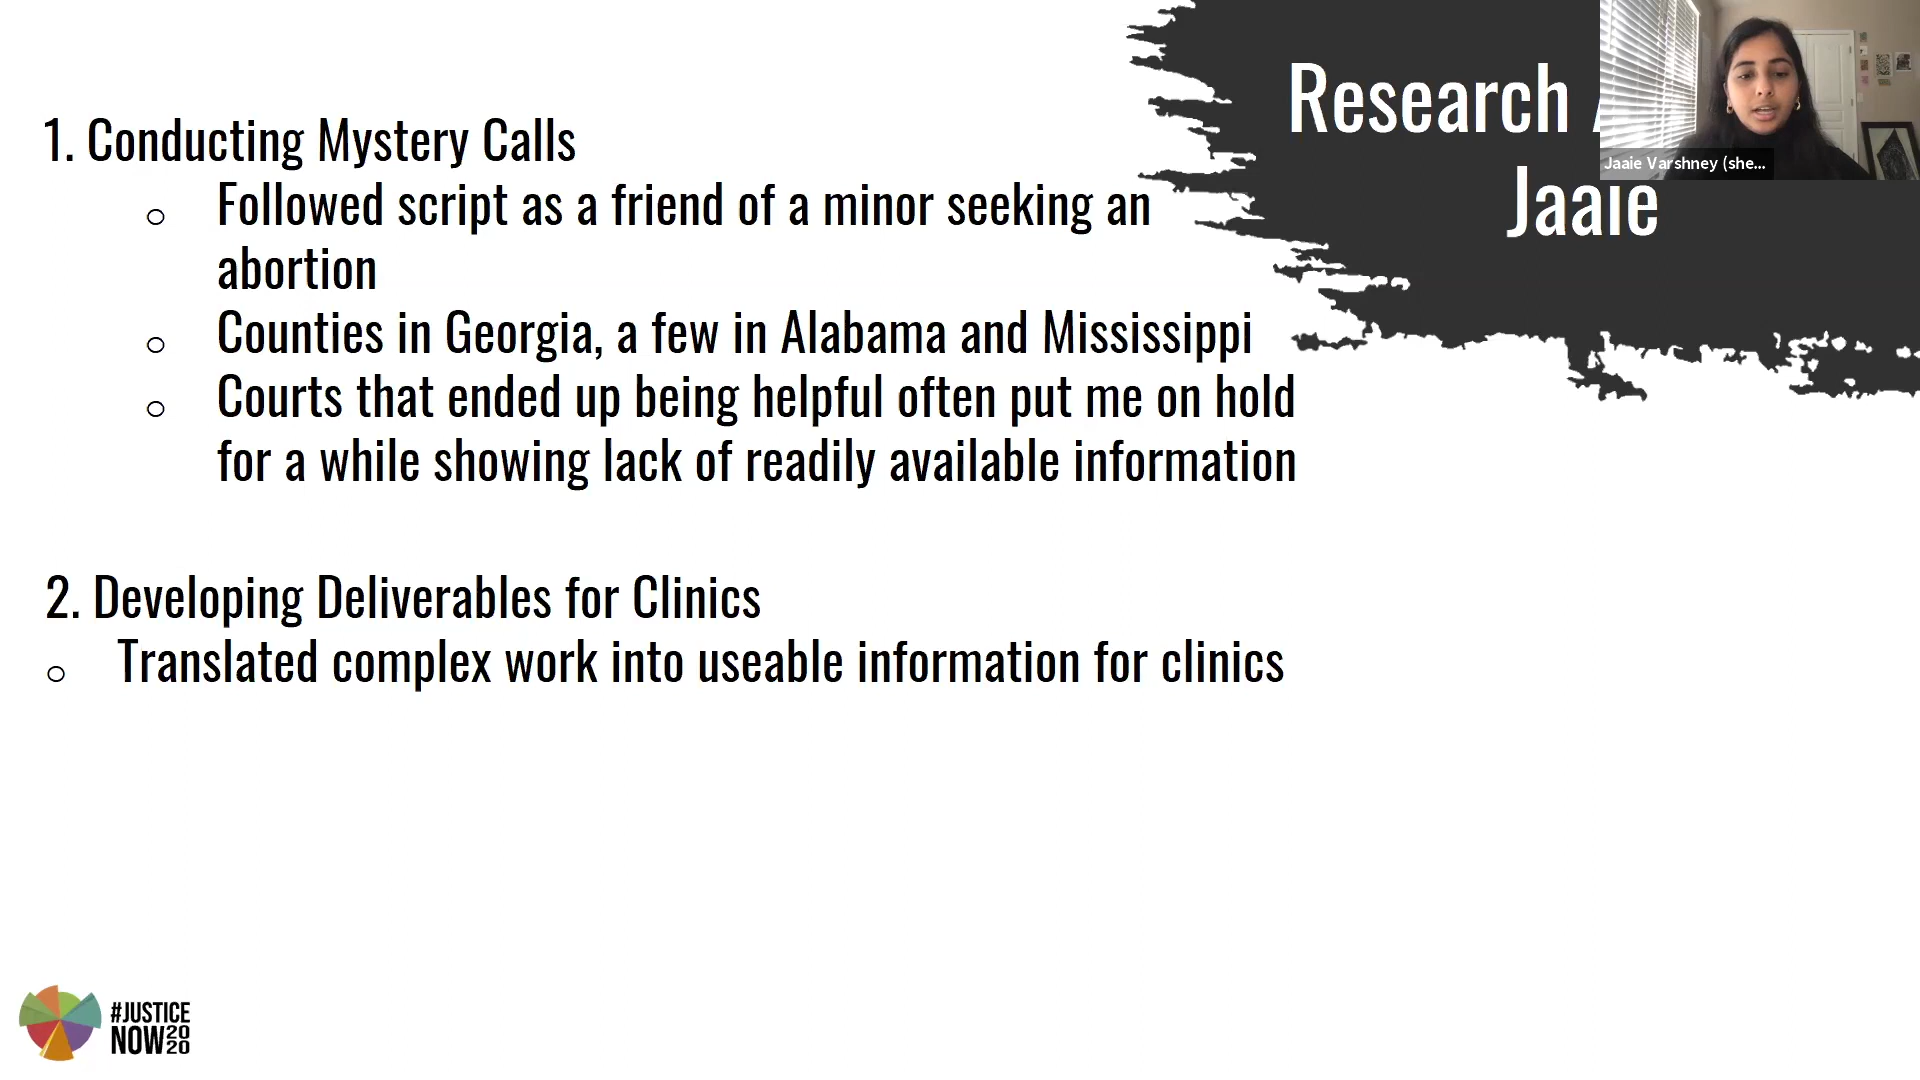 Research
Jaaie
Jaaie Varshney (she...
1. Conducting Mystery Calls
Followed script as a friend of a minor seeking an
abortion
Counties in Georgia, a few in Alabama and Mississippi
Courts that ended up being helpful often put me on hold
for a while showing lack of readily available information
2. Developing Deliverables for Clinics
Translated complex work into useable information for clinics
#JUSTICE
NOW 20
20